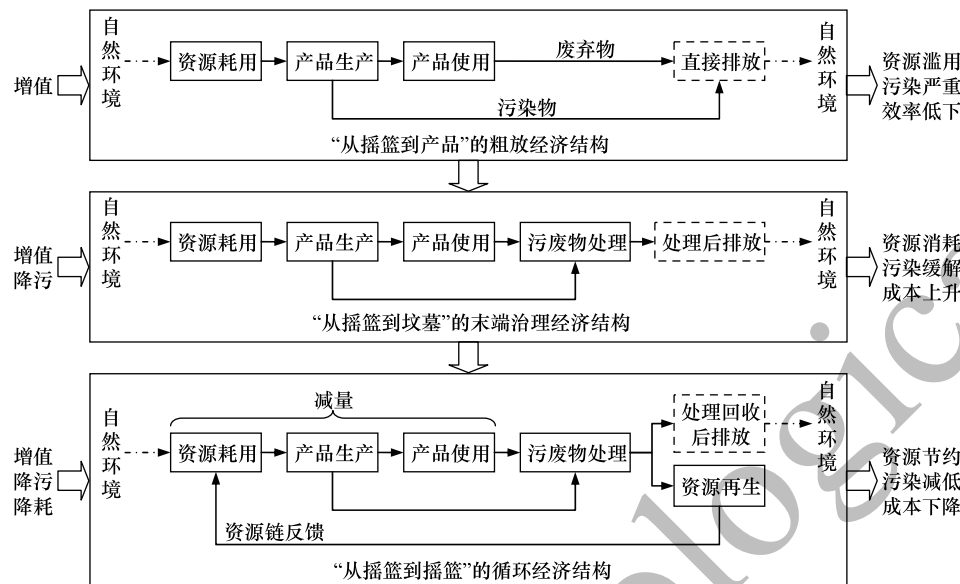 自然环境
增值
资源耗用
产品生产
产品使用
废弃物
直接排放
自然环境
资源滥用
污染严重
效率低下
污染物
“从摇篮到产品”的粗放经济结构
自然环境
增值
降污
资源耗用
产品生产
产品使用
污废物处理
处理后排放
自然环境
资源消耗
污染缓解
成本上升
“从摇篮到坟墓”的末端治理经济结构
减量
自然环境
增值
降污
降耗
资源耗用
产品生产
产品使用
污废物处理
处理回收
后排放
资源再生
自然环境
资源节约
污染减低
成本下降
资源链反馈
“从摇篮到摇篮”的循环经济结构